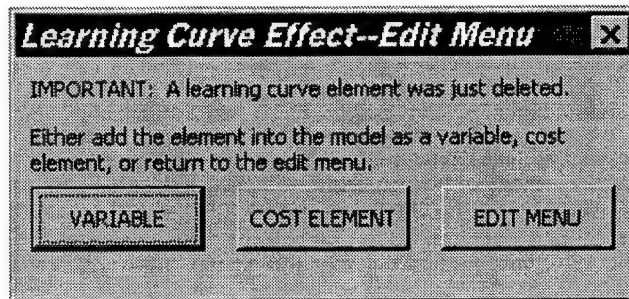 Learning Curve Effect--Edit Menu
IMPORTANT: A learning curve element was just deleted.
Either add the element into the model as a variable, cost
element, or return to the edit menu.
VARIABLE COST ELEMENT EDIT MENU